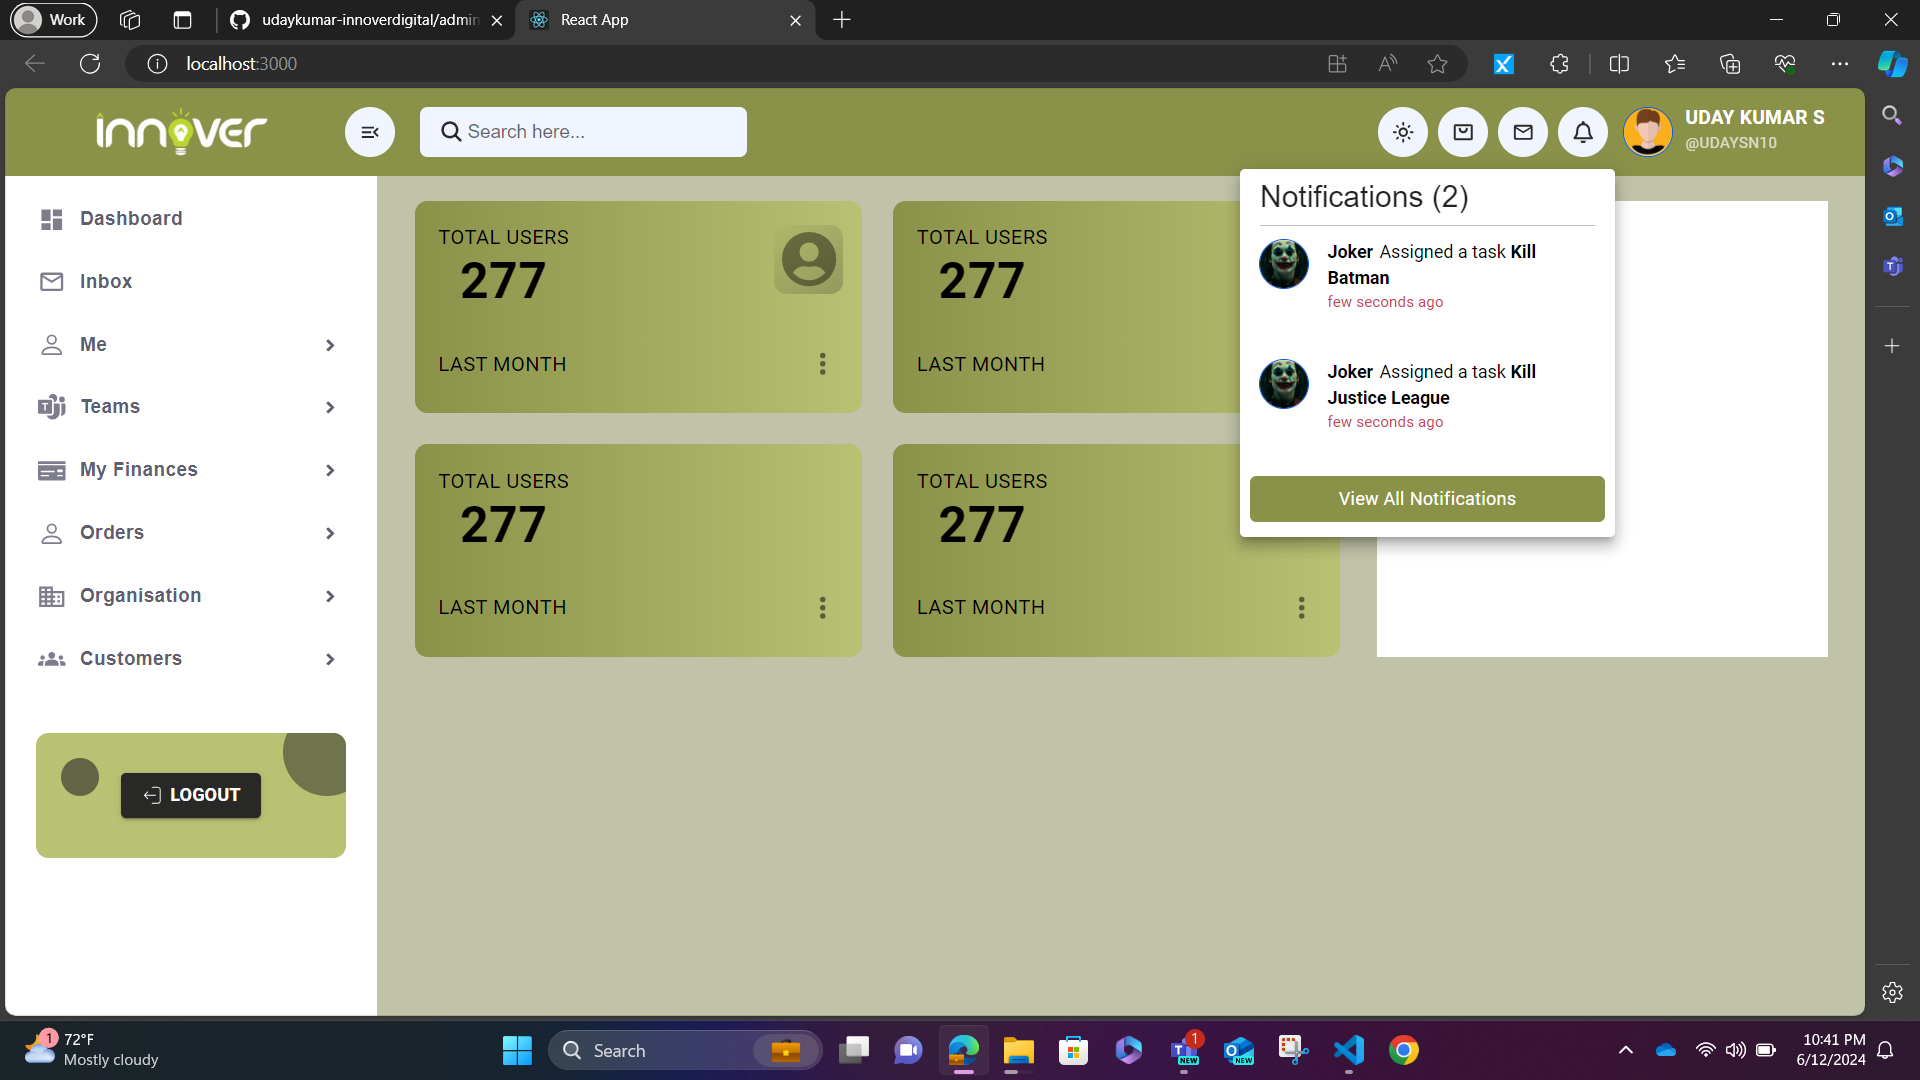 Work
udaykumar-innoverdigital/admin
React App
localhost:3000
innover
Search here...
UDAY KUMAR S
@UDAYSN10
Dashboard
Inbox
Me
Teams
My Finances
Orders
Organisation
Customers
LOGOUT
TOTAL USERS
277
LAST MONTH
TOTAL USERS
277
LAST MONTH
TOTAL USERS
277
LAST MONTH
TOTAL USERS
277
LAST MONTH
Notifications (2)
Joker Assigned a task Kill
Batman
few seconds ago
Joker Assigned a task Kill
Justice League
few seconds ago
View All Notifications
1
72°F
Mostly cloudy
Search
1
NEW
NEW
10:41 PM
6/12/2024